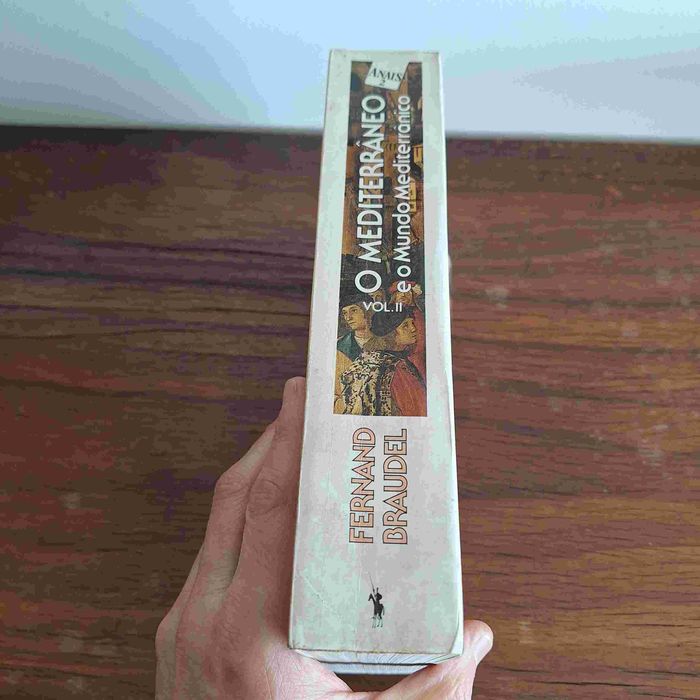 FERNAND
BRAUDEL
O MEDITERRÂNEO
e o Mundo Mediterrânico
VOL. II
ANAIS
2